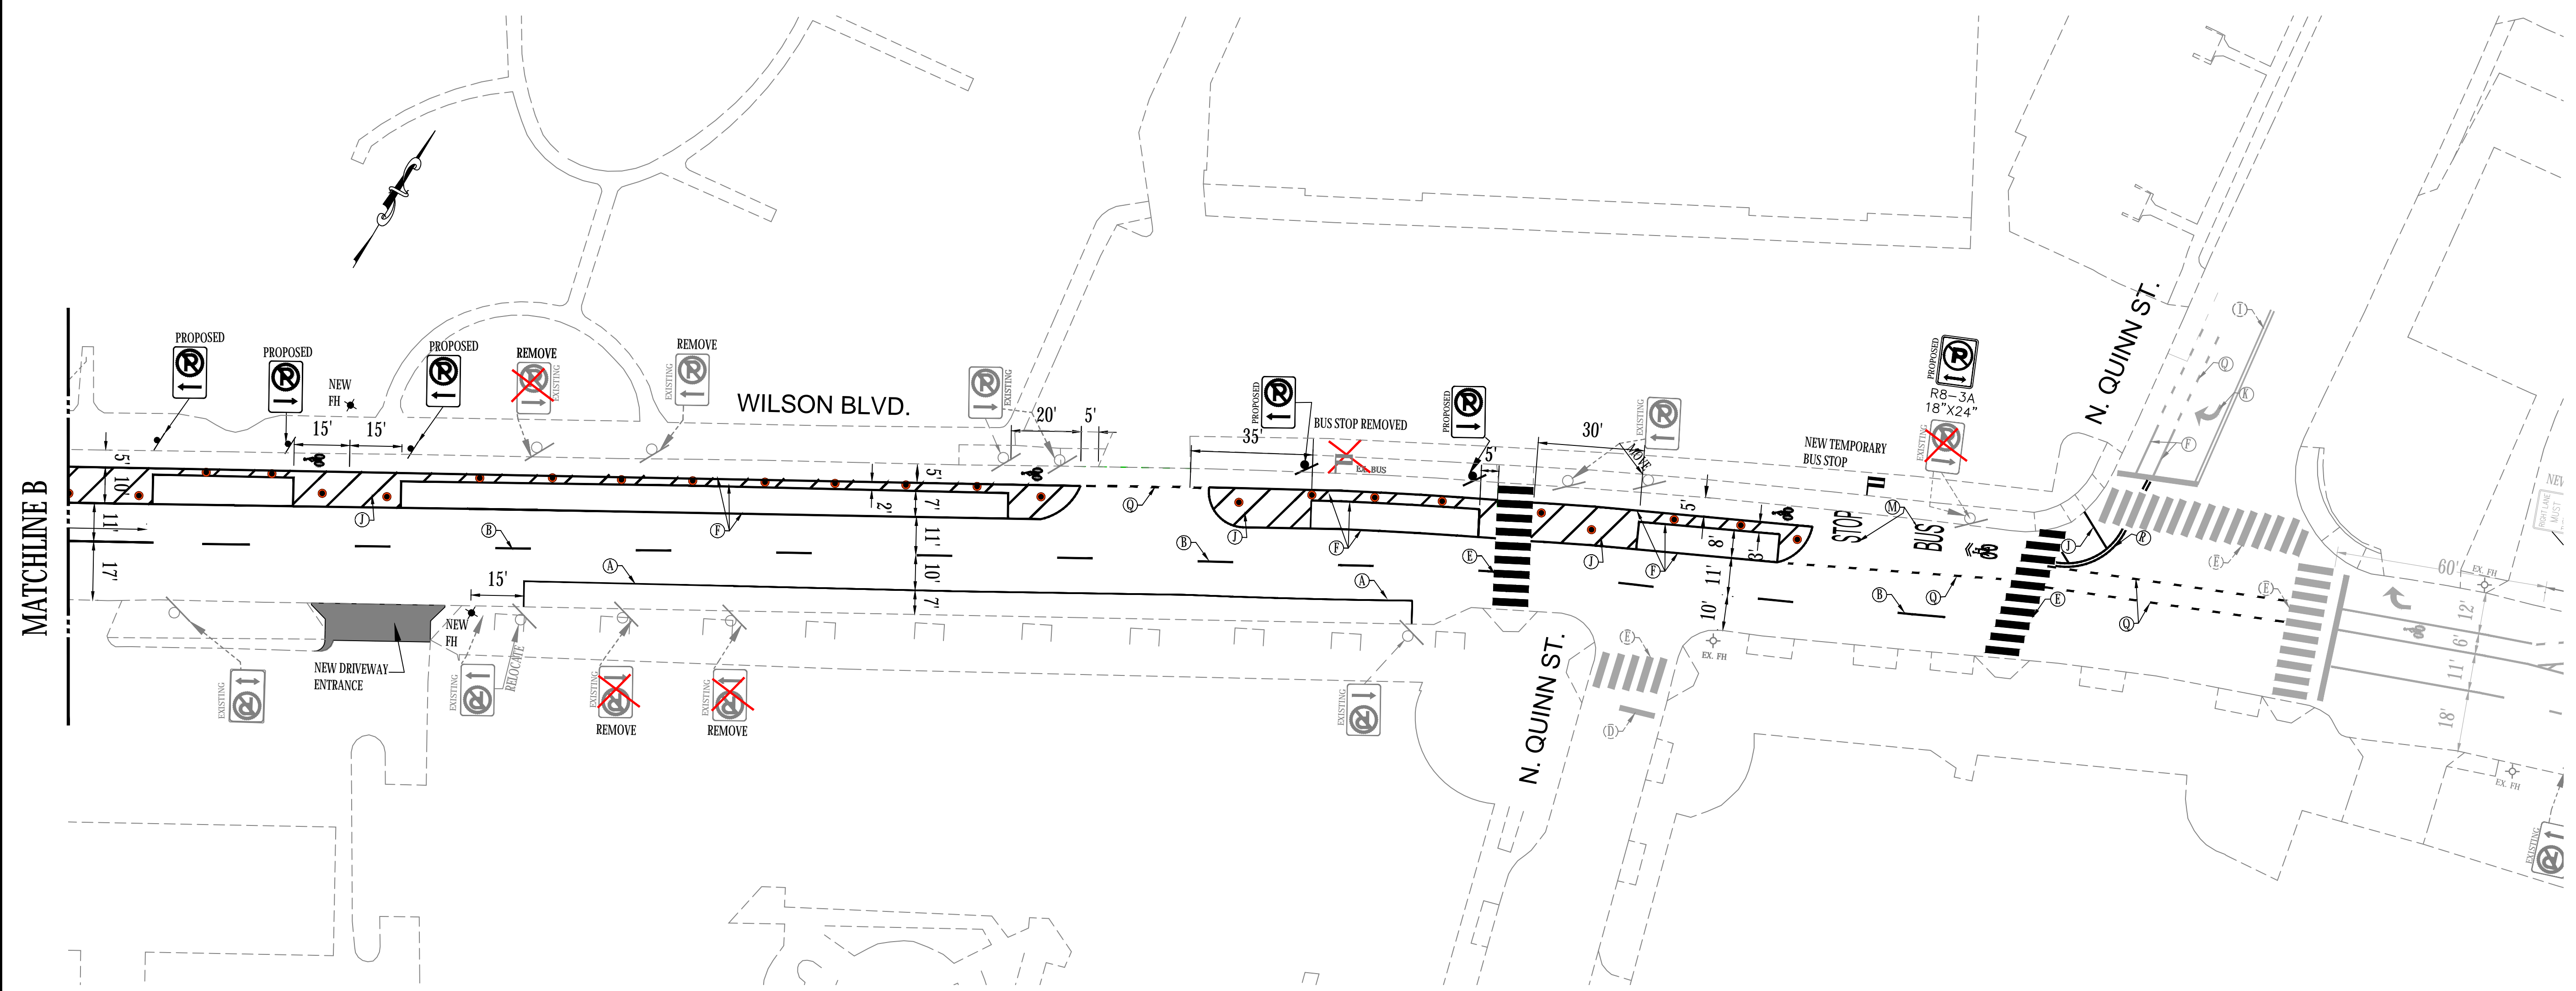 MATCHLINE B
PROPOSED
PROPOSED
PROPOSED
NEW
FH
15'
15'
REMOVE
EXISTING
REMOVE
EXISTING
WILSON BLVD.
EXISTING
20'
5'
35'
PROPOSED
BUS STOP REMOVED
EX. BUS
PROPOSED
5'
30'
EXISTING
MOVE
NEW TEMPORARY
BUS STOP
PROPOSED
R8-3A
18"X24"
EXISTING
N. QUINN ST.
I
Q
K
F
5'
10'
11'
17'
J
B
F
5'
7'
2'
11'
10'
7'
Q
B
J
F
E
J
F
5'
8'
3'
11'
10'
STOP
BUS
M
J
R
E
E
Q
B
Q
E
60'
EX. FH
12'
6'
11'
18'
EX. FH
RIGHT LANE
MUST
NEW
EXISTING
15'
A
A
NEW
FH
NEW DRIVEWAY
ENTRANCE
EXISTING
EXISTING
RELOCATE
EXISTING
REMOVE
EXISTING
REMOVE
EXISTING
N. QUINN ST.
E
D
EX. FH